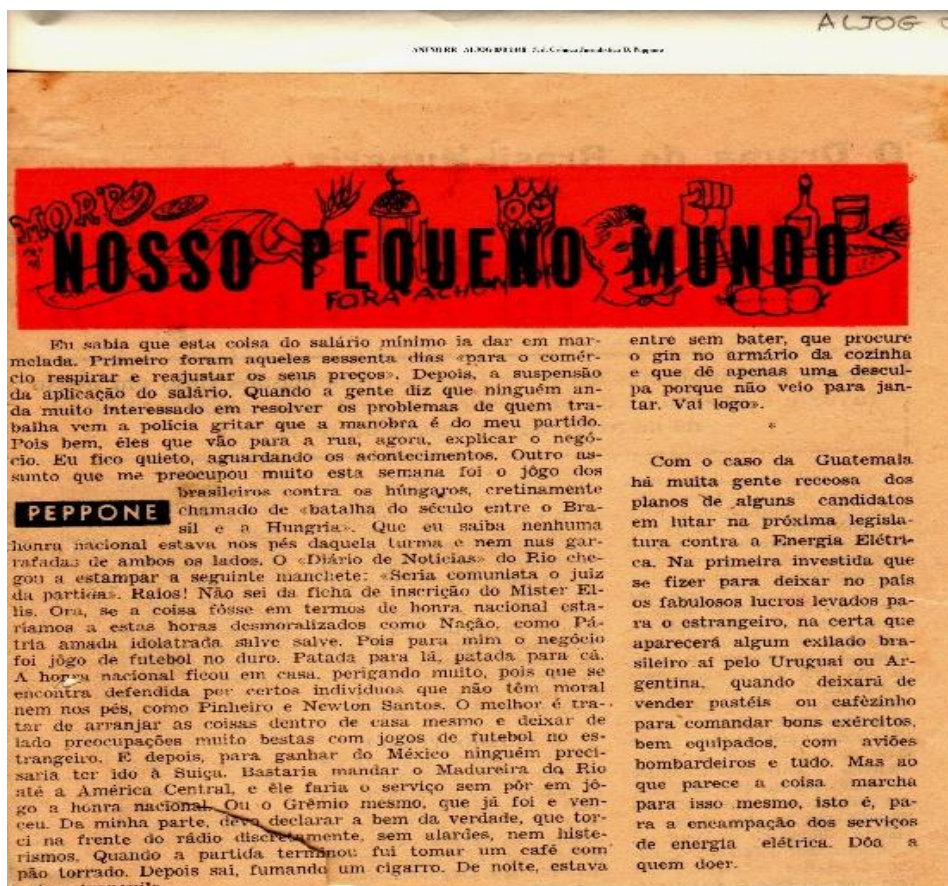 ALJOG
ANEXO RR - ALJOG
NOSSO PEQUENO MUNDO
MORRO
FORA
Eu sabia que esta coisa do salário mínimo ia dar em mar-
melada. Primeiro foram aqueles sessenta dias «para o comér-
cio respirar e reajustar os seus preços». Depois, a suspensão
da aplicação do salário. Quando a gente diz que ninguém an-
da muito interessado em resolver os problemas de quem tra-
balha vem a polícia gritar que a manobra é do meu partido.
Pois bem, êles que vão para a rua, agora, explicar o negó-
cio. Eu fico quieto, aguardando os acontecimentos. Outro as-
sunto que me preocupou muito esta semana foi o jôgo dos
brasileiros contra os húngaros, cretinamente
PEPPONE
chamado de «batalha do século entre o Bra-
sil e a Hungria». Que eu saiba nenhuma
honra nacional estava nos pés daquela turma e nem nas gar-
rafadas de ambos os lados. O «Diário de Notícias» do Rio che-
gou a estampar a seguinte manchete: «Seria comunista o juiz
da partida». Raios! Não sei da ficha de inscrição do Mister El-
lis. Ora, se a coisa fôsse em termos de honra nacional esta-
ríamos a estas horas desmoralizados como Nação, como Pá-
tria amada idolatrada salve salve. Pois para mim o negócio
foi jôgo de futebol no duro. Patada para lá, patada para cá.
A honra nacional ficou em casa, perigando muito, pois que se
encontra defendida por certos indivíduos que não têm moral
nem nos pés, como Pinheiro e Newton Santos. O melhor é tra-
tar de arranjar as coisas dentro de casa mesmo e deixar de
lado preocupações muito bestas com jogos de futebol no es-
trangeiro. E depois, para ganhar do México ninguém preci-
saria ter ido à Suiça. Bastaria mandar o Madureira do Rio
até a América Central, e êle faria o serviço sem pôr em jô-
go a honra nacional. Ou o Grêmio mesmo, que já foi e ven-
ceu. Da minha parte, devo declarar a bem da verdade, que tor-
ci na frente do rádio discretamente, sem alardes, nem histe-
rismos. Quando a partida terminou fui tomar um café com
pão torrado. Depois saí, fumando um cigarro. De noite, estava
entre sem bater, que procure
o gin no armário da cozinha
e que dê apenas uma descul-
pa porque não veio para jan-
tar. Vai logo».
*
Com o caso da Guatemala
há muita gente receosa dos
planos de alguns candidatos
em lutar na próxima legisla-
tura contra a Energia Elétri-
ca. Na primeira investida que
se fizer para deixar no país
os fabulosos lucros levados pa-
ra o estrangeiro, na certa que
aparecerá algum exilado bra-
sileiro aí pelo Uruguai ou Ar-
gentina, quando deixará de
vender pastéis ou cafèzinho
para comandar bons exércitos,
bem equipados, com aviões
bombardeiros e tudo. Mas ao
que parece a coisa marcha
para isso mesmo, isto é, pa-
ra a encampação dos serviços
de energia elétrica. Dôa a
quem doer.